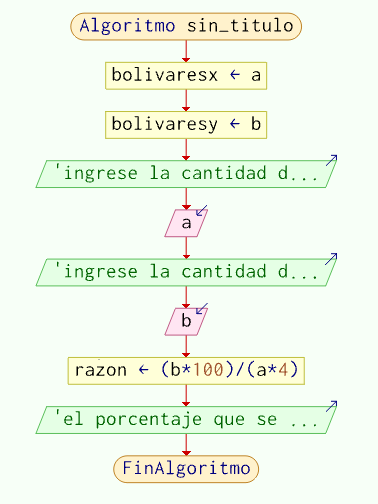 Algoritmo sin_titulo
bolivaresx ← a
bolivaresy ← b
'ingrese la cantidad d...
a
'ingrese la cantidad d...
b
razon ← (b*100)/(a*4)
'el porcentaje que se ...
FinAlgoritmo